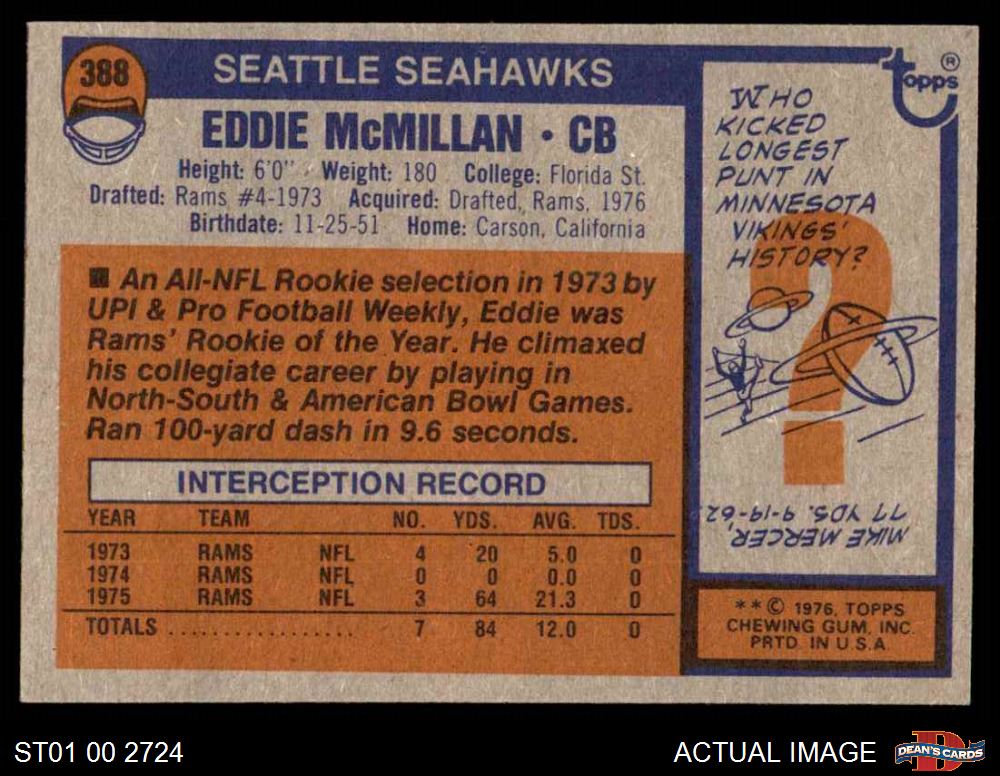 388
SEATTLE SEAHAWKS
EDDIE McMILLAN • CB
Height: 6'0" Weight: 180 College: Florida St.
Drafted: Rams #4-1973 Acquired: Drafted, Rams, 1976
Birthdate: 11-25-51 Home: Carson, California
■ An All-NFL Rookie selection in 1973 by
UPI & Pro Football Weekly, Eddie was
Rams' Rookie of the Year. He climaxed
his collegiate career by playing in
North-South & American Bowl Games.
Ran 100-yard dash in 9.6 seconds.
INTERCEPTION RECORD
YEAR TEAM NO. YDS. AVG. TDS.
1973 RAMS NFL 4 20 5.0 0
1974 RAMS NFL 0 0 0.0 0
1975 RAMS NFL 3 64 21.3 0
TOTALS ................. 7 84 12.0 0
topps ®
WHO
KICKED
LONGEST
PUNT IN
MINNESOTA
VIKINGS'
HISTORY?
?
MIKE MERCER,
77 YDS. 9-19-62.
**© 1976, TOPPS
CHEWING GUM, INC.
PRTD. IN U.S.A.
ST01 00 2724
ACTUAL IMAGE
D
DEAN'S CARDS